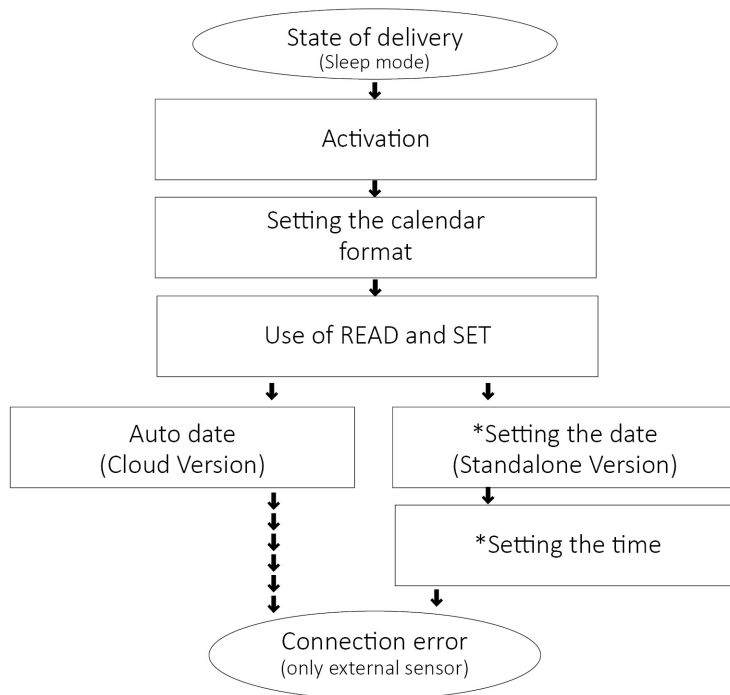 State of delivery
(Sleep mode)
Activation
Setting the calendar
format
Use of READ and SET
Auto date
(Cloud Version)
*Setting the date
(Standalone Version)
*Setting the time
Connection error
(only external sensor)